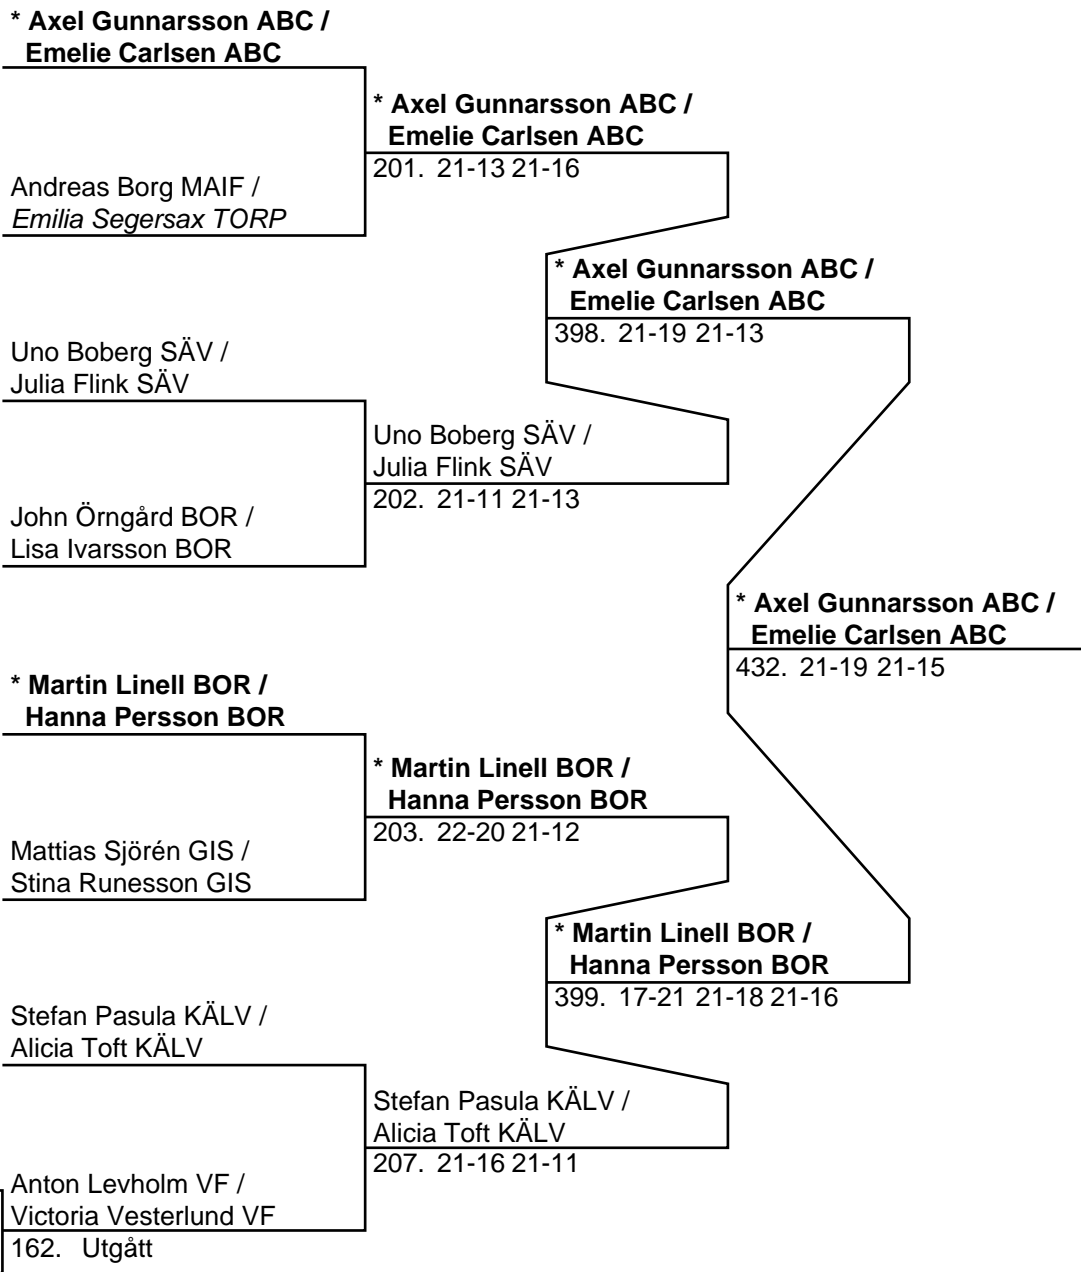 * Axel Gunnarsson ABC /
Emelie Carlsen ABC
* Axel Gunnarsson ABC /
Emelie Carlsen ABC
201. 21-13 21-16
Andreas Borg MAIF /
Emilia Segersax TORP
* Axel Gunnarsson ABC /
Emelie Carlsen ABC
398. 21-19 21-13
Uno Boberg SÄV /
Julia Flink SÄV
Uno Boberg SÄV /
Julia Flink SÄV
202. 21-11 21-13
John Örngård BOR /
Lisa Ivarsson BOR
* Axel Gunnarsson ABC /
Emelie Carlsen ABC
432. 21-19 21-15
* Martin Linell BOR /
Hanna Persson BOR
* Martin Linell BOR /
Hanna Persson BOR
203. 22-20 21-12
Mattias Sjörén GIS /
Stina Runesson GIS
* Martin Linell BOR /
Hanna Persson BOR
399. 17-21 21-18 21-16
Stefan Pasula KÄLV /
Alicia Toft KÄLV
Stefan Pasula KÄLV /
Alicia Toft KÄLV
207. 21-16 21-11
Anton Levholm VF /
Victoria Vesterlund VF
162. Utgått